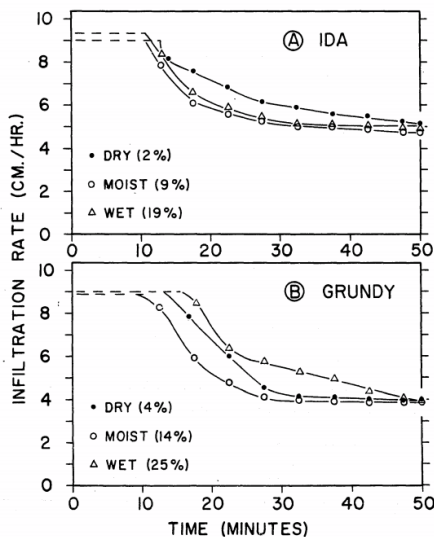 INFILTRATION RATE (CM./HR.)
10
8
6
4
2
0
Ⓐ IDA
DRY (2%)
MOIST (9%)
WET (19%)
0 10 20 30 40 50
10
8
6
4
2
0
Ⓑ GRUNDY
DRY (4%)
MOIST (14%)
WET (25%)
0 10 20 30 40 50
TIME (MINUTES)